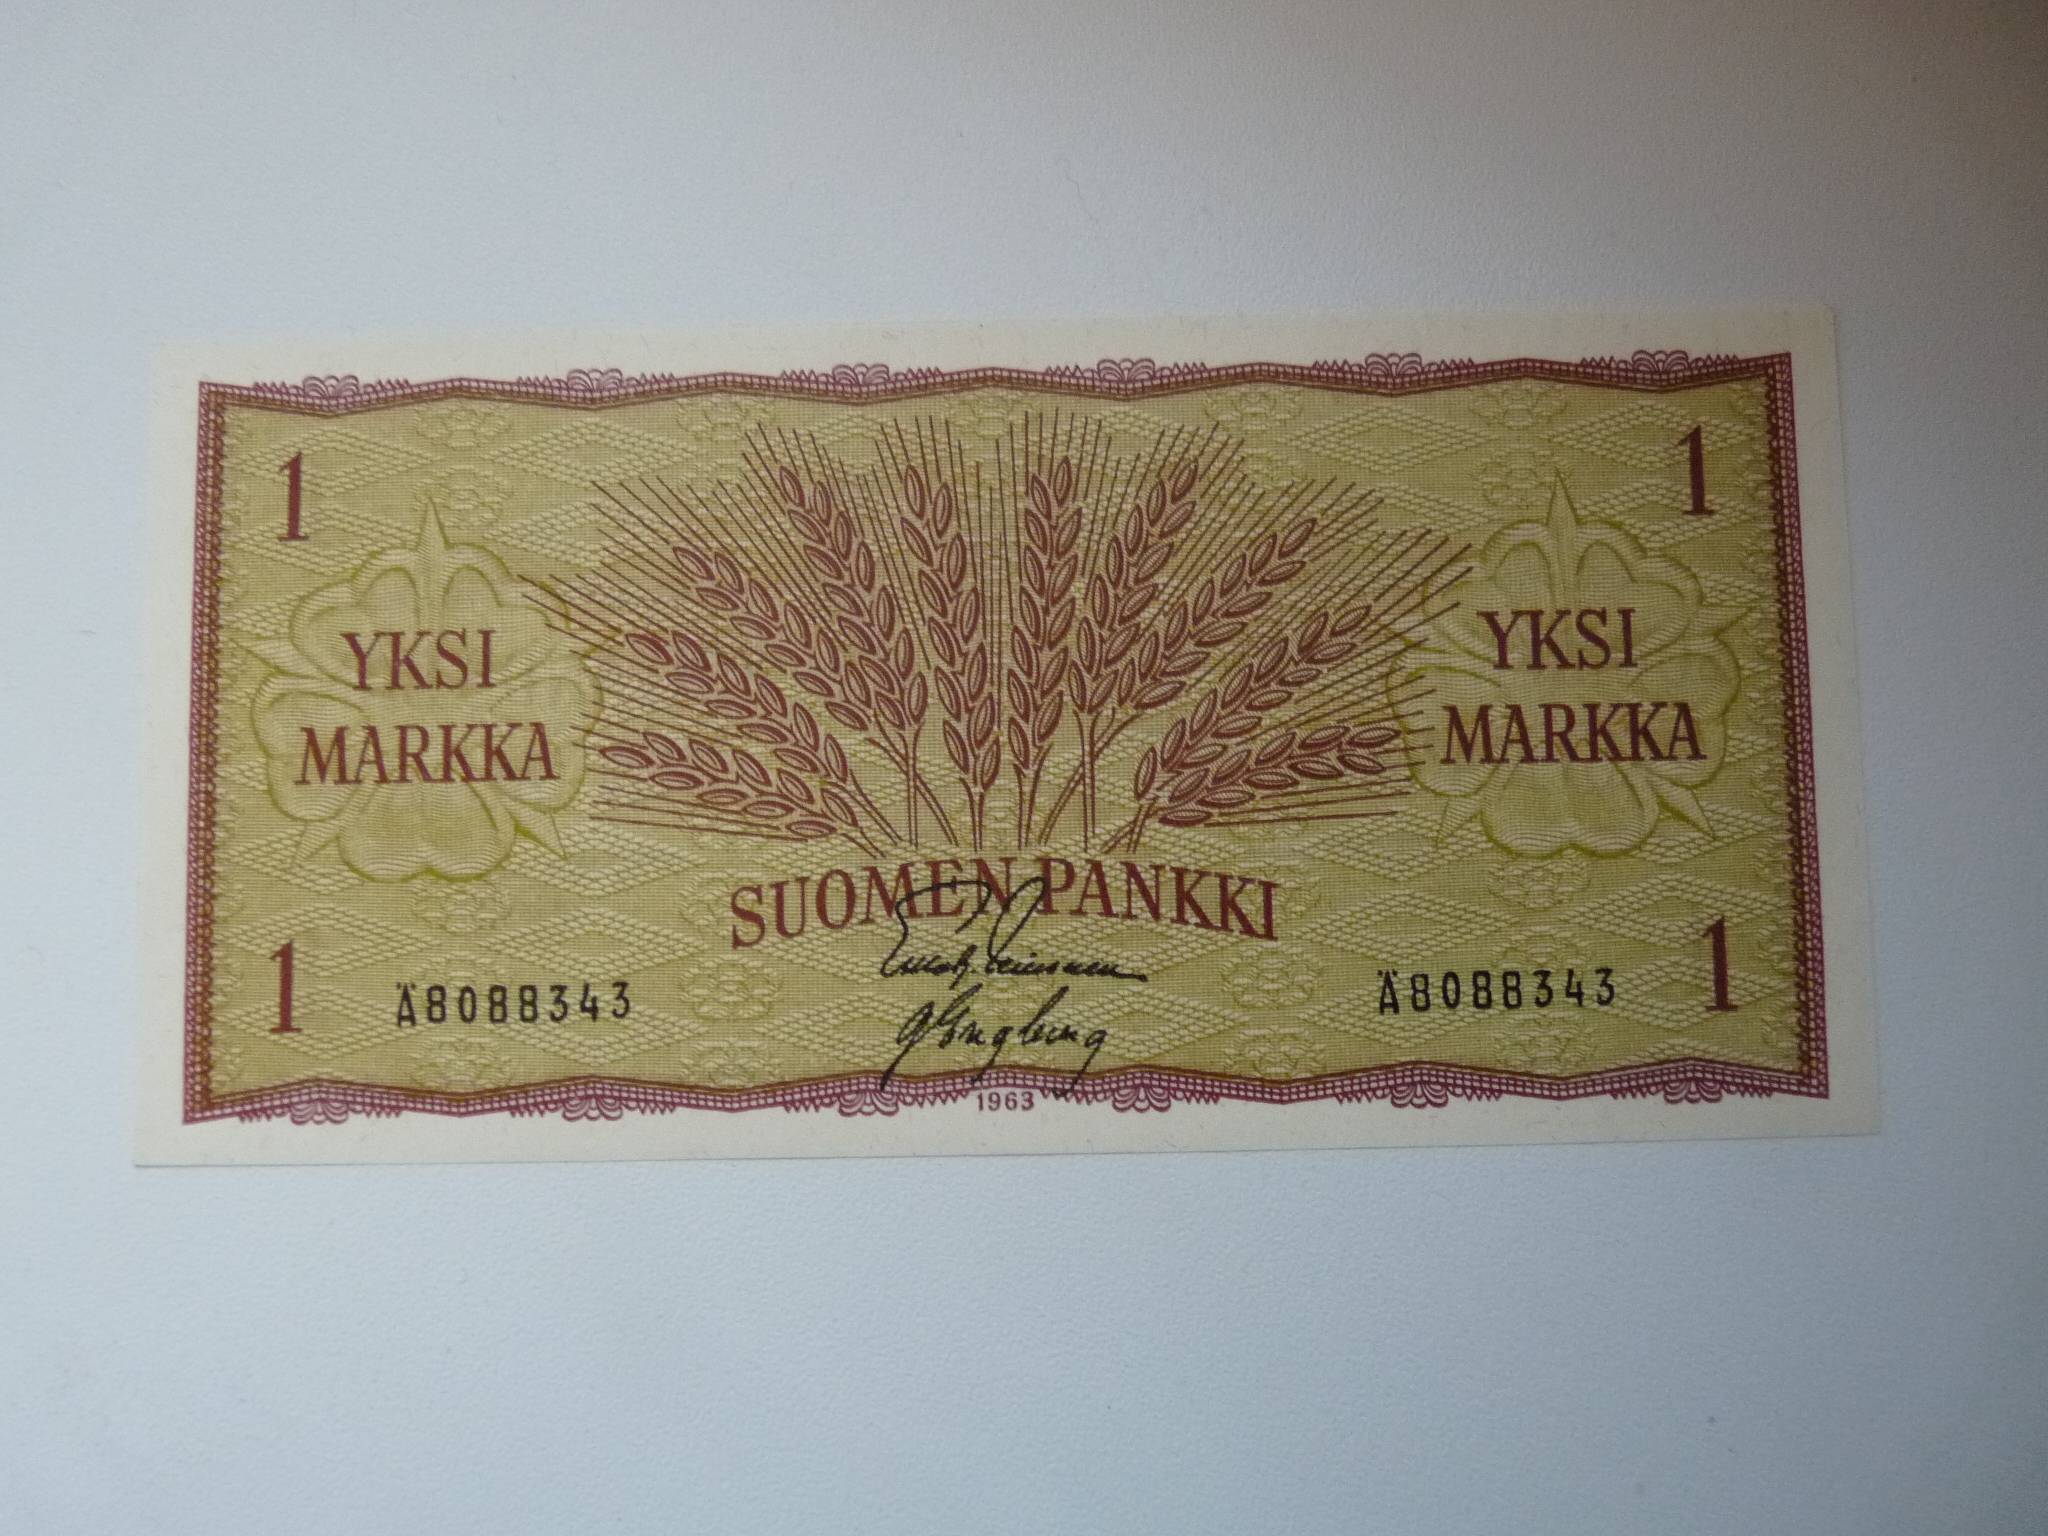 1
1
YKSI
MARKKA
YKSI
MARKKA
SUOMEN PANKKI
1
Ä8088343
Ä8088343
1
1963